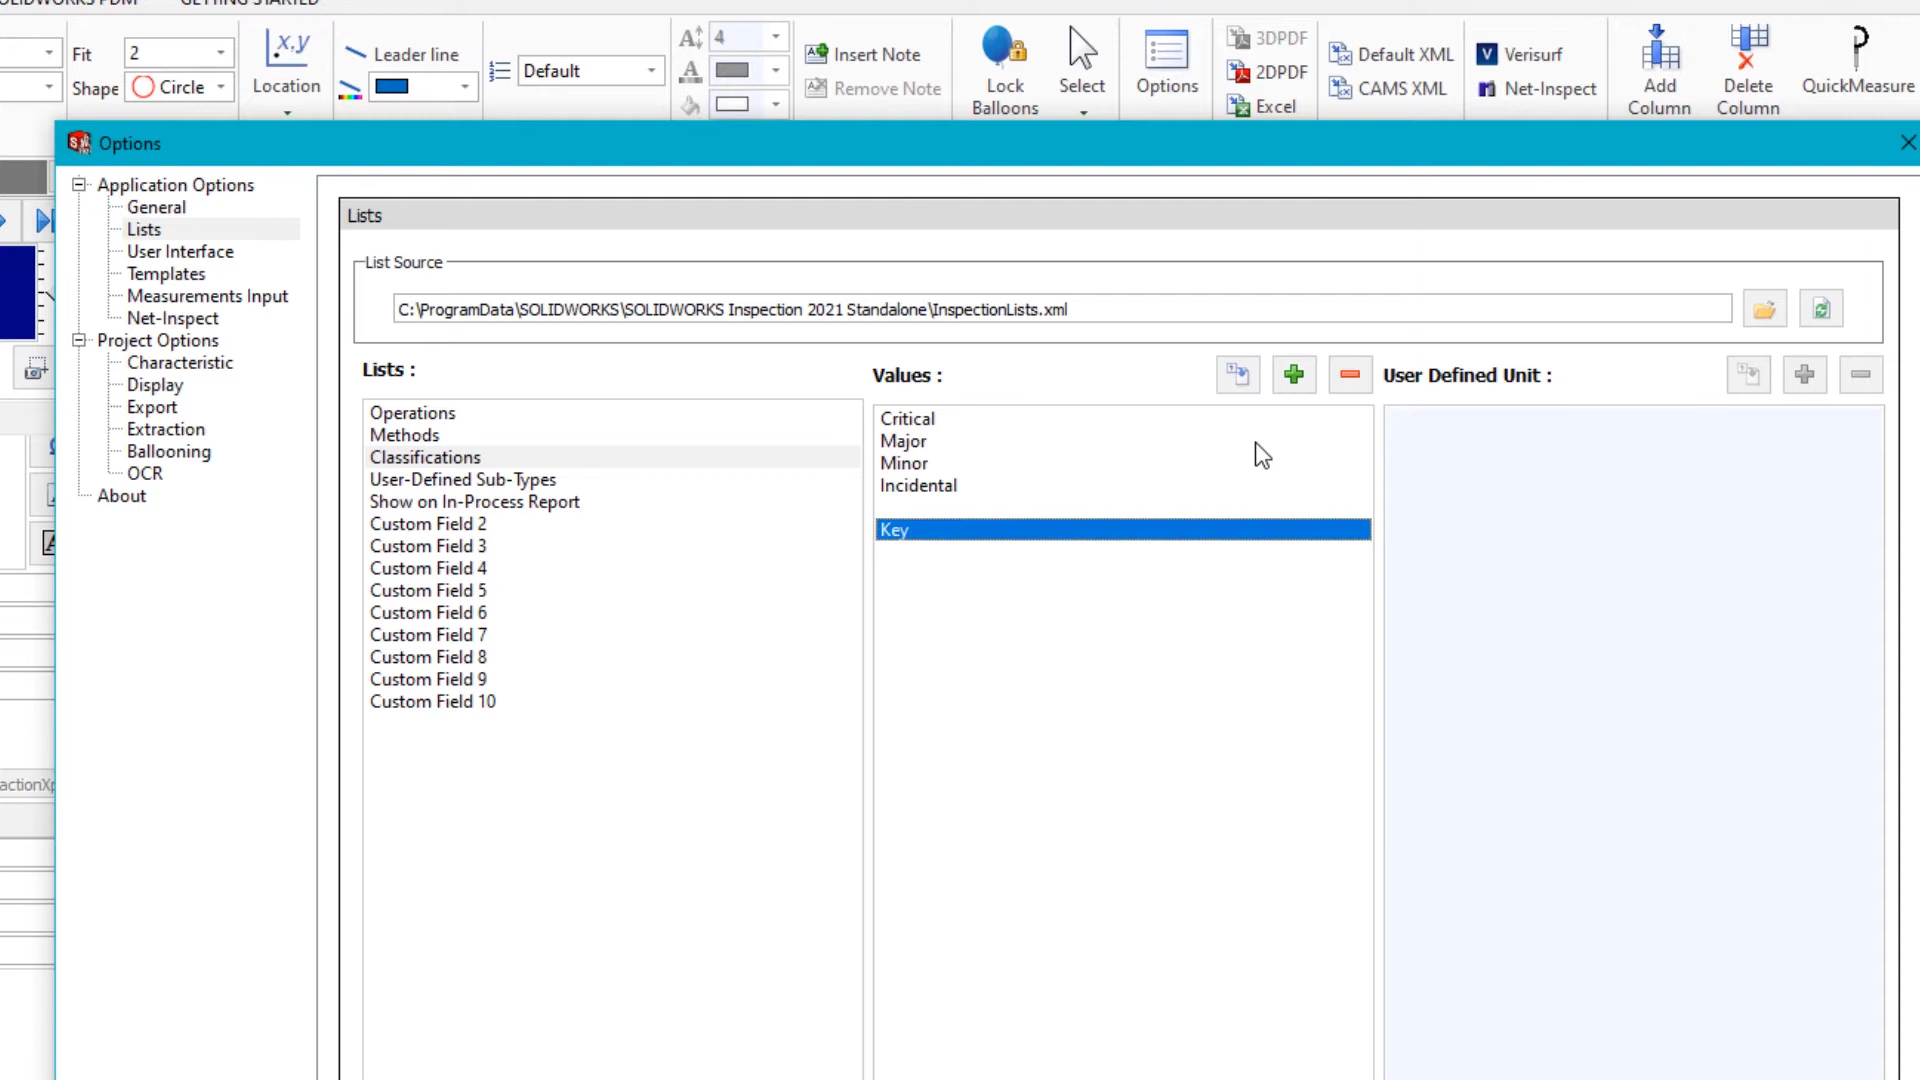 SOLIDWORKS PDM GETTING STARTED
Fit 2
Shape Circle
Location
Leader line
Default
4
Insert Note
Remove Note
Lock
Balloons
Select
Options
3DPDF
2DPDF
Excel
Default XML
CAMS XML
Verisurf
Net-Inspect
Add
Column
Delete
Column
QuickMeasure
Options
Application Options
General
Lists
User Interface
Templates
Measurements Input
Net-Inspect
Project Options
Characteristic
Display
Export
Extraction
Ballooning
OCR
About
Lists
List Source
C:\ProgramData\SOLIDWORKS\SOLIDWORKS Inspection 2021 Standalone\InspectionLists.xml
Lists :
Operations
Methods
Classifications
User-Defined Sub-Types
Show on In-Process Report
Custom Field 2
Custom Field 3
Custom Field 4
Custom Field 5
Custom Field 6
Custom Field 7
Custom Field 8
Custom Field 9
Custom Field 10
Values :
Critical
Major
Minor
Incidental
Key
User Defined Unit :